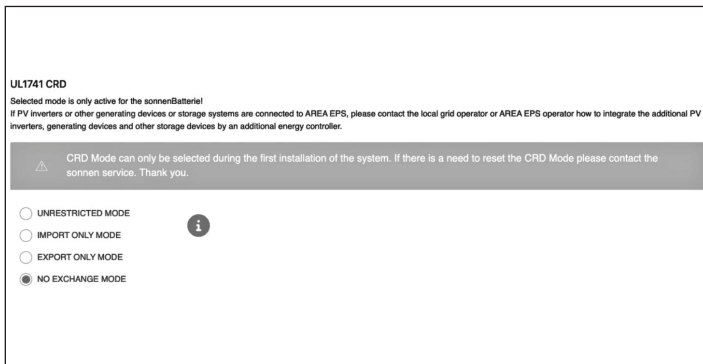 UL1741 CRD
Selected mode is only active for the sonnenBatterie!
If PV inverters or other generating devices or storage systems are connected to AREA EPS, please contact the local grid operator or AREA EPS operator how to integrate the additional PV
inverters, generating devices and other storage devices by an additional energy controller.
CRD Mode can only be selected during the first installation of the system. If there is a need to reset the CRD Mode please contact the
sonnen service. Thank you.
UNRESTRICTED MODE
IMPORT ONLY MODE
EXPORT ONLY MODE
NO EXCHANGE MODE